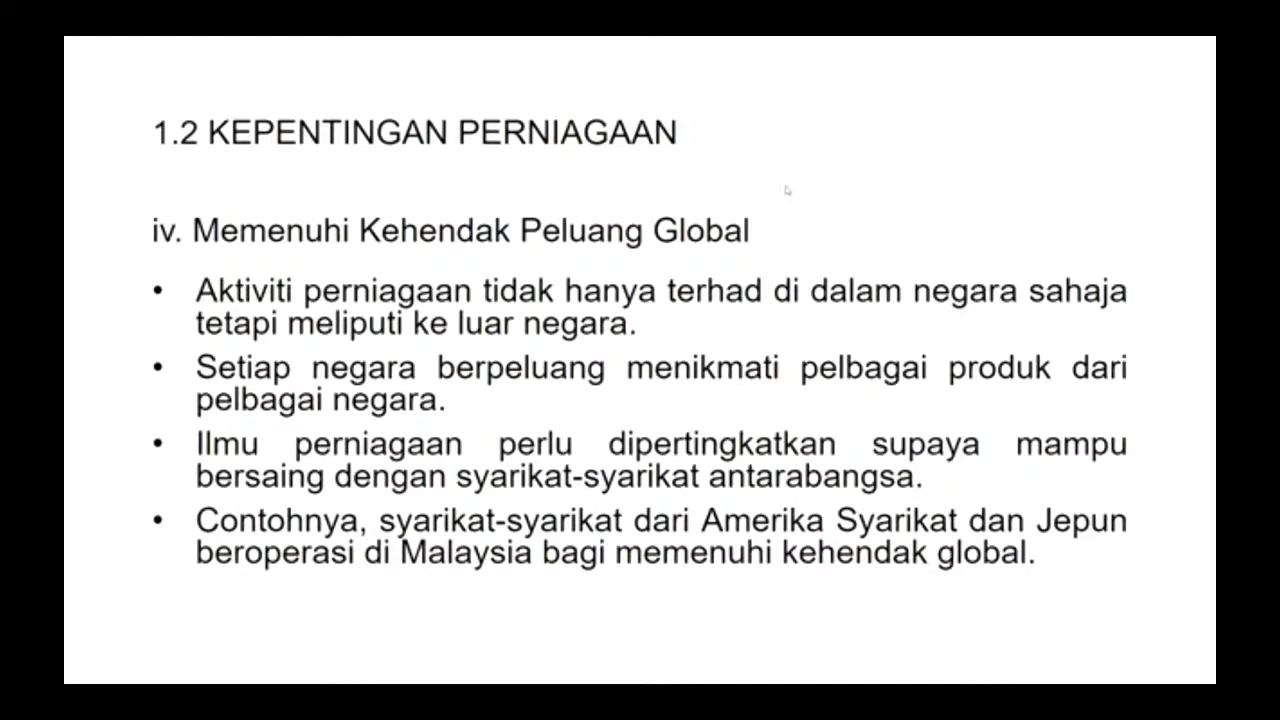 1.2 KEPENTINGAN PERNIAGAAN
iv. Memenuhi Kehendak Peluang Global
• Aktiviti perniagaan tidak hanya terhad di dalam negara sahaja
tetapi meliputi ke luar negara.
• Setiap negara berpeluang menikmati pelbagai produk dari
pelbagai negara.
• Ilmu perniagaan perlu dipertingkatkan supaya mampu
bersaing dengan syarikat-syarikat antarabangsa.
• Contohnya, syarikat-syarikat dari Amerika Syarikat dan Jepun
beroperasi di Malaysia bagi memenuhi kehendak global.